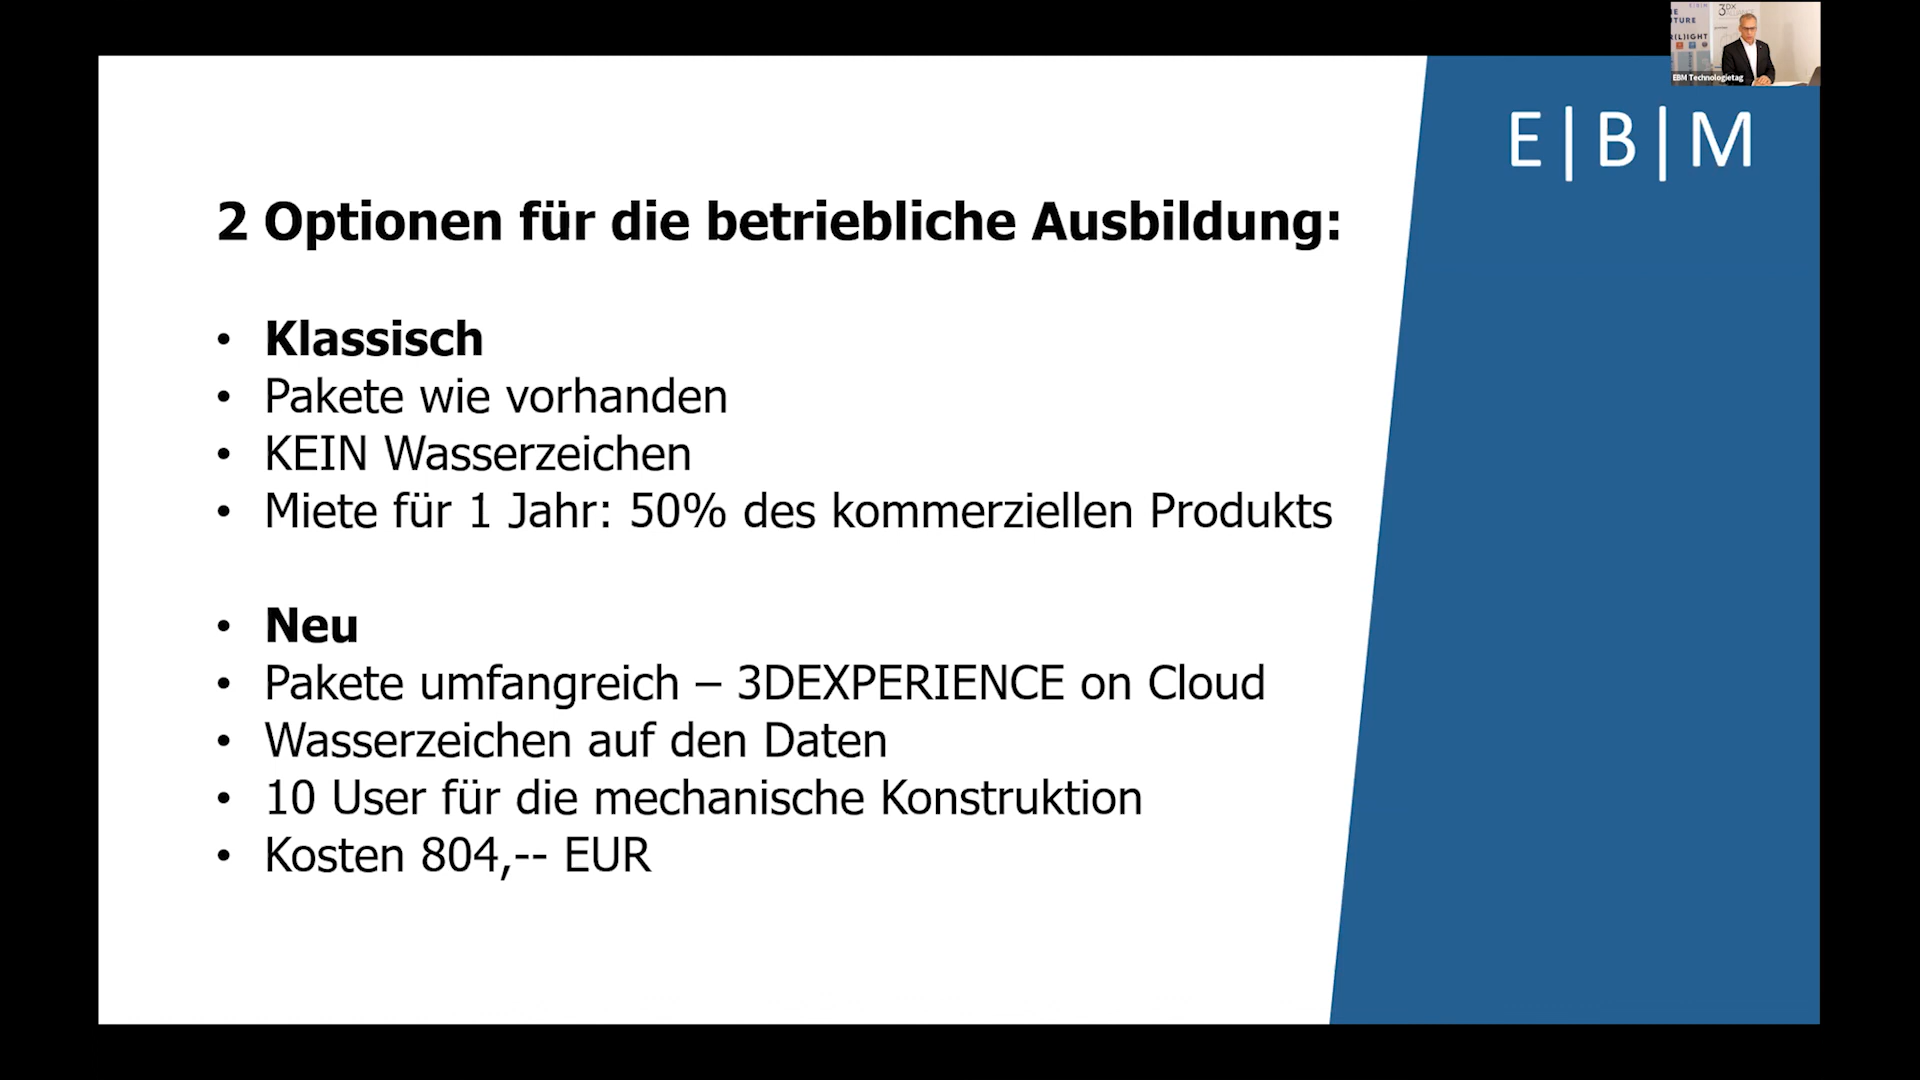 E|B|M
2 Optionen für die betriebliche Ausbildung:
• Klassisch
• Pakete wie vorhanden
• KEIN Wasserzeichen
• Miete für 1 Jahr: 50% des kommerziellen Produkts
• Neu
• Pakete umfangreich – 3DEXPERIENCE on Cloud
• Wasserzeichen auf den Daten
• 10 User für die mechanische Konstruktion
• Kosten 804,-- EUR
EBM Technologietag